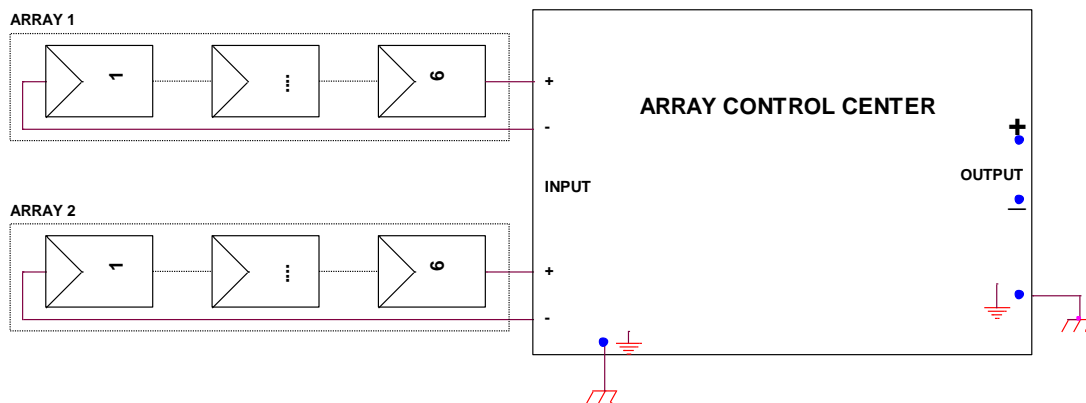 ARRAY 1
1
....
6
+
-
ARRAY CONTROL CENTER
+
OUTPUT
INPUT
ARRAY 2
1
....
6
+
-